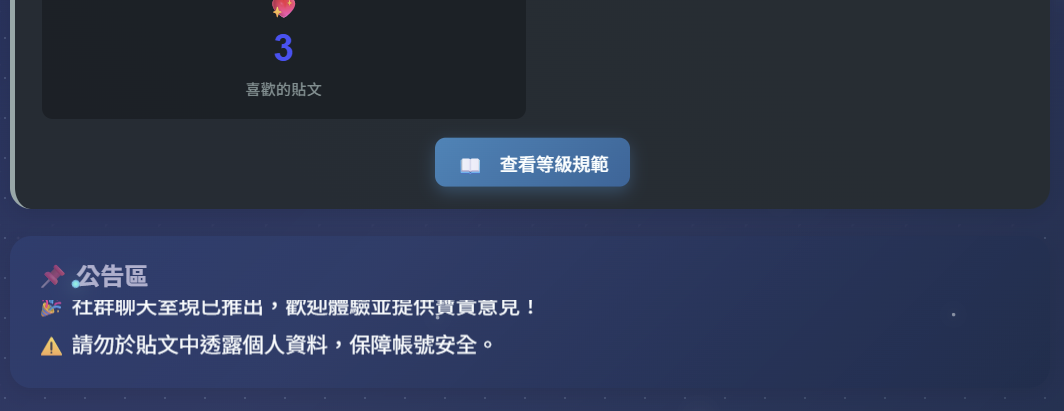 3
喜歡的貼文
查看等級規範
公告區
社群聊天室現已推出，歡迎體驗並提供寶貴意見！
請勿於貼文中透露個人資料，保障帳號安全。